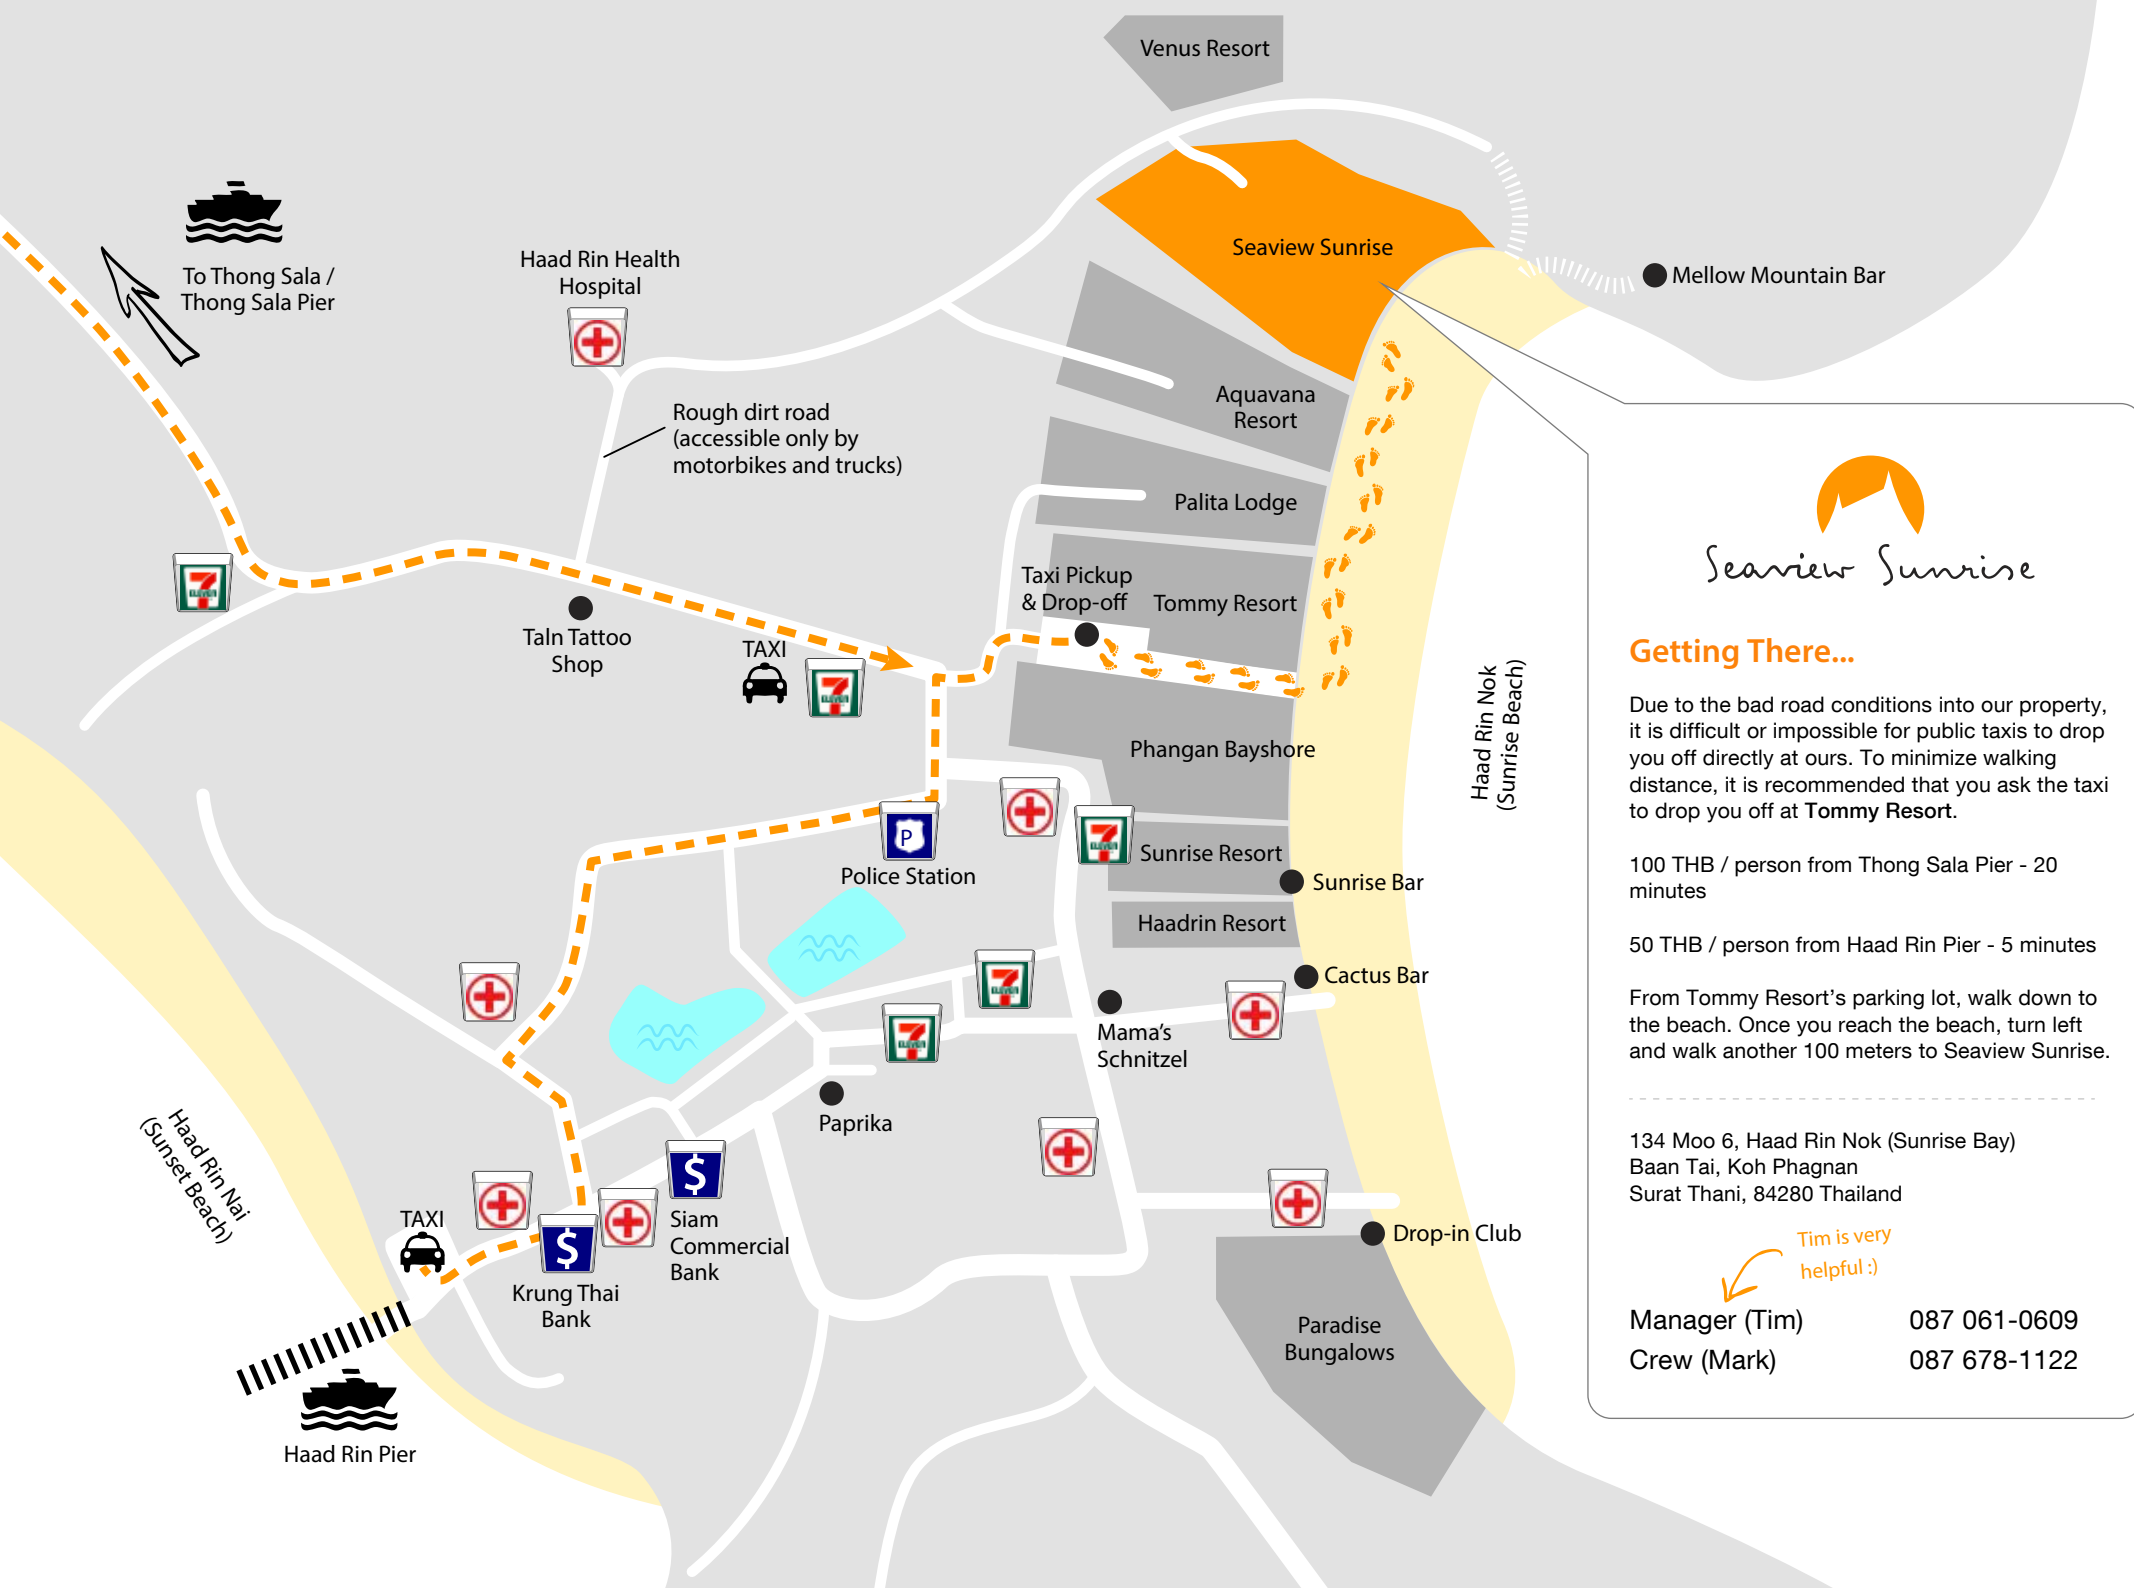 Venus Resort
Seaview Sunrise
Mellow Mountain Bar
To Thong Sala /
Thong Sala Pier
Haad Rin Health
Hospital
Rough dirt road
(accessible only by
motorbikes and trucks)
Aquavana
Resort
Palita Lodge
Taxi Pickup
& Drop-off
Tommy Resort
7
ELEVEN
Taln Tattoo
Shop
TAXI
7
ELEVEN
Phangan Bayshore
Haad Rin Nok
(Sunrise Beach)
P
Police Station
7
ELEVEN
Sunrise Resort
Sunrise Bar
Haadrin Resort
Cactus Bar
7
ELEVEN
7
ELEVEN
Mama's
Schnitzel
Paprika
Haad Rin Nai
(Sunset Beach)
$
Siam
Commercial
Bank
TAXI
$
Krung Thai
Bank
Drop-in Club
Paradise
Bungalows
Haad Rin Pier
Seaview Sunrise
Getting There...
Due to the bad road conditions into our property,
it is difficult or impossible for public taxis to drop
you off directly at ours. To minimize walking
distance, it is recommended that you ask the taxi
to drop you off at Tommy Resort.
100 THB / person from Thong Sala Pier - 20
minutes
50 THB / person from Haad Rin Pier - 5 minutes
From Tommy Resort's parking lot, walk down to
the beach. Once you reach the beach, turn left
and walk another 100 meters to Seaview Sunrise.
134 Moo 6, Haad Rin Nok (Sunrise Bay)
Baan Tai, Koh Phagnan
Surat Thani, 84280 Thailand
Tim is very
helpful :)
Manager (Tim) 087 061-0609
Crew (Mark) 087 678-1122